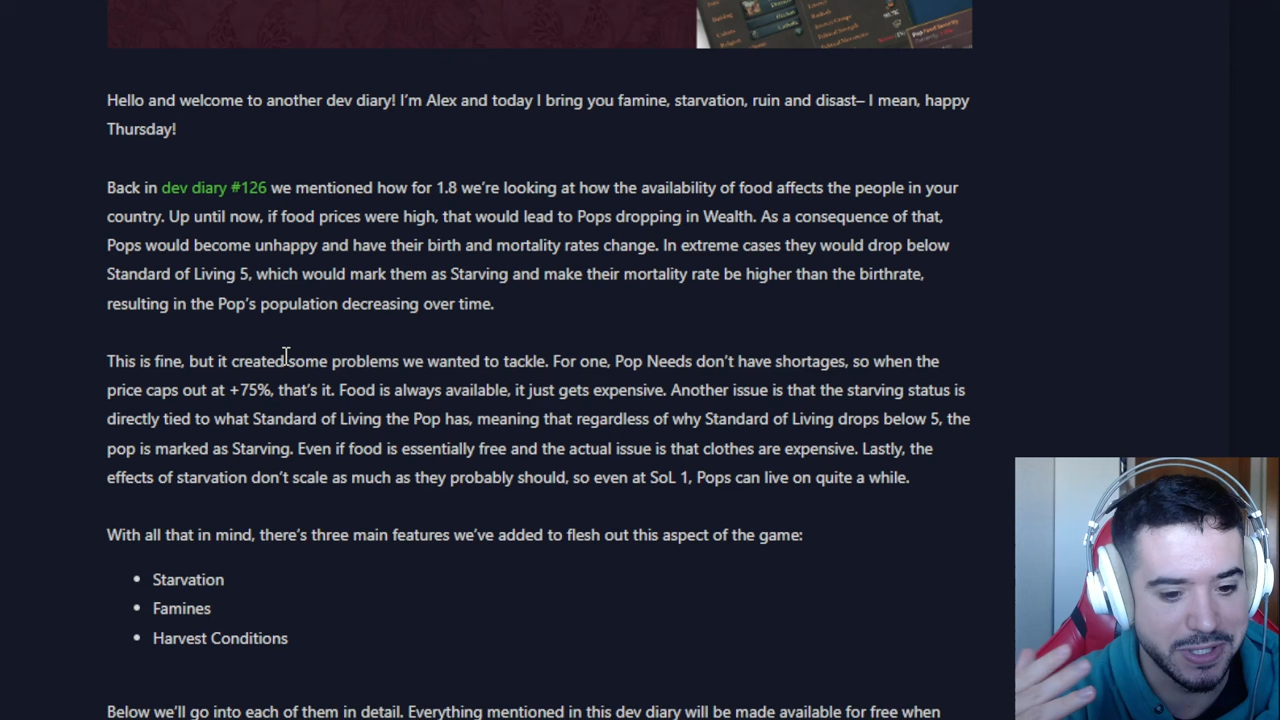 Hello and welcome to another dev diary! I'm Alex and today I bring you famine, starvation, ruin and disast– I mean, happy
Thursday!
Back in dev diary #126 we mentioned how for 1.8 we're looking at how the availability of food affects the people in your
country. Up until now, if food prices were high, that would lead to Pops dropping in Wealth. As a consequence of that,
Pops would become unhappy and have their birth and mortality rates change. In extreme cases they would drop below
Standard of Living 5, which would mark them as Starving and make their mortality rate be higher than the birthrate,
resulting in the Pop's population decreasing over time.
This is fine, but it created some problems we wanted to tackle. For one, Pop Needs don't have shortages, so when the
price caps out at +75%, that's it. Food is always available, it just gets expensive. Another issue is that the starving status is
directly tied to what Standard of Living the Pop has, meaning that regardless of why Standard of Living drops below 5, the
pop is marked as Starving. Even if food is essentially free and the actual issue is that clothes are expensive. Lastly, the
effects of starvation don't scale as much as they probably should, so even at SoL 1, Pops can live on quite a while.
With all that in mind, there's three main features we've added to flesh out this aspect of the game:
• Starvation
• Famines
• Harvest Conditions
Below we'll go into each of them in detail. Everything mentioned in this dev diary will be made available for free when